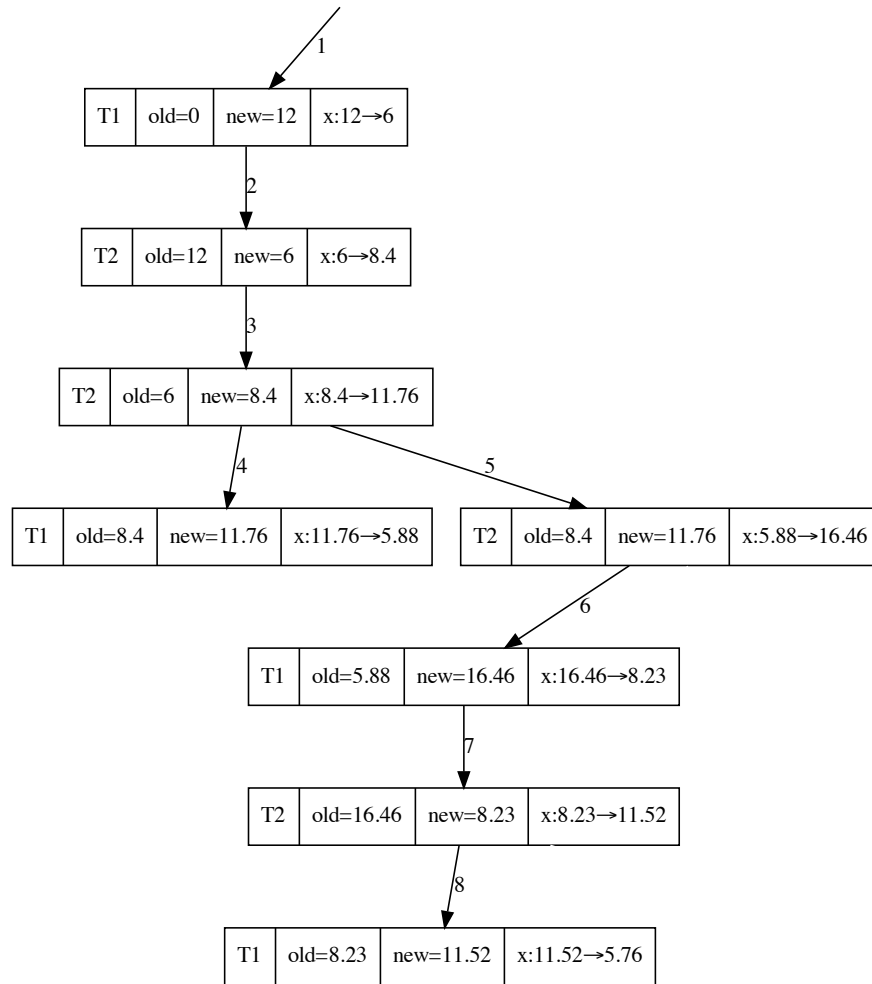 1
T1 old=0 new=12 x:12→6
2
T2 old=12 new=6 x:6→8.4
3
T2 old=6 new=8.4 x:8.4→11.76
4 5
T1 old=8.4 new=11.76 x:11.76→5.88 T2 old=8.4 new=11.76 x:5.88→16.46
6
T1 old=5.88 new=16.46 x:16.46→8.23
7
T2 old=16.46 new=8.23 x:8.23→11.52
8
T1 old=8.23 new=11.52 x:11.52→5.76